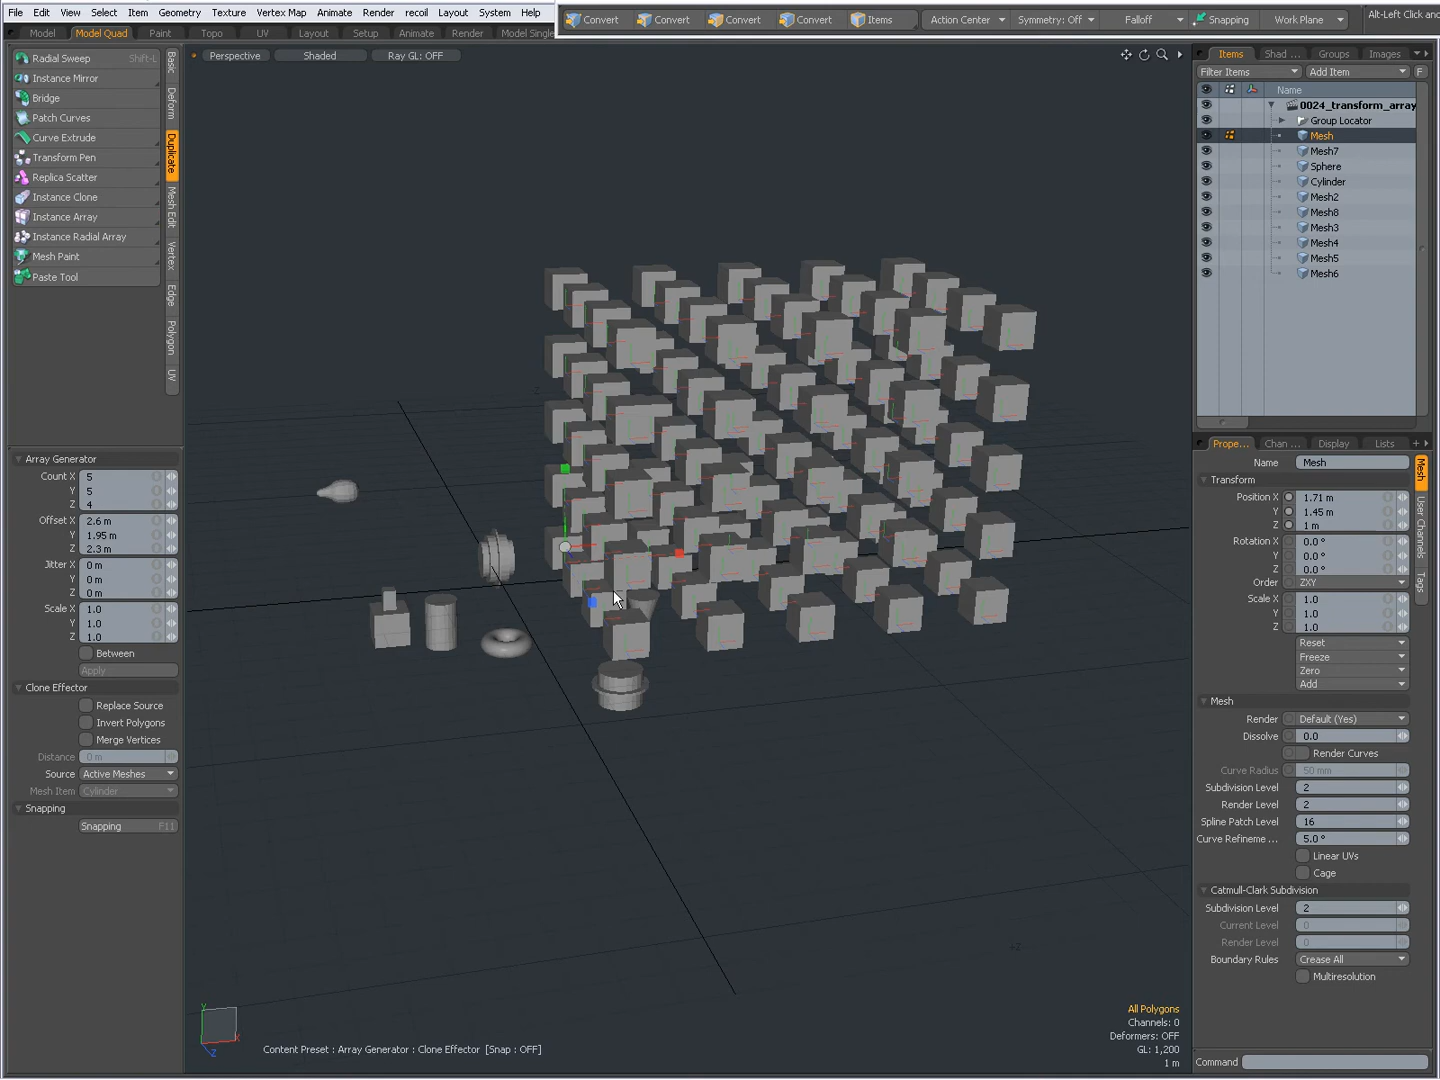 File Edit View Select Item Geometry Texture Vertex Map Animate Render recoil Layout System Help
Convert Convert Convert Convert Items Action Center Symmetry: Off Falloff Snapping Work Plane Alt-Left Click and
Model Model Quad Paint Topo UV Layout Setup Animate Render Model Single
Radial Sweep Shift-L
Instance Mirror
Bridge
Patch Curves
Curve Extrude
Transform Pen
Replica Scatter
Instance Clone
Instance Array
Instance Radial Array
Mesh Paint
Paste Tool
Basic
Deform
Duplicate
Mesh Edit
Vertex
Edge
Polygon
UV
Array Generator
Count X 5
Y 5
Z 4
Offset X 2.6 m
Y 1.95 m
Z 2.3 m
Jitter X 0 m
Y 0 m
Z 0 m
Scale X 1.0
Y 1.0
Z 1.0
Between
Apply
Clone Effector
Replace Source
Invert Polygons
Merge Vertices
Distance 0 m
Source Active Meshes
Mesh Item Cylinder
Snapping
Snapping F11
Perspective Shaded Ray GL: OFF
-Z
+Z
Y
X
Z
Content Preset : Array Generator : Clone Effector [Snap : OFF]
All Polygons
Channels: 0
Deformers: OFF
GL: 1,200
1 m
Items Shad ... Groups Images
Filter Items Add Item F
Name
0024_transform_array
Group Locator
Mesh
Mesh7
Sphere
Cylinder
Mesh2
Mesh8
Mesh3
Mesh4
Mesh5
Mesh6
Prope... Chan ... Display Lists +
Name Mesh
Transform
Position X 1.71 m
Y 1.45 m
Z 1 m
Rotation X 0.0 °
Y 0.0 °
Z 0.0 °
Order ZXY
Scale X 1.0
Y 1.0
Z 1.0
Reset
Freeze
Zero
Add
Mesh
Render Default (Yes)
Dissolve 0.0
Render Curves
Curve Radius 50 mm
Subdivision Level 2
Render Level 2
Spline Patch Level 16
Curve Refineme ... 5.0 °
Linear UVs
Cage
Catmull-Clark Subdivision
Subdivision Level 2
Current Level 0
Render Level 0
Boundary Rules Crease All
Multiresolution
Mesh
User Channels
Tags
Command